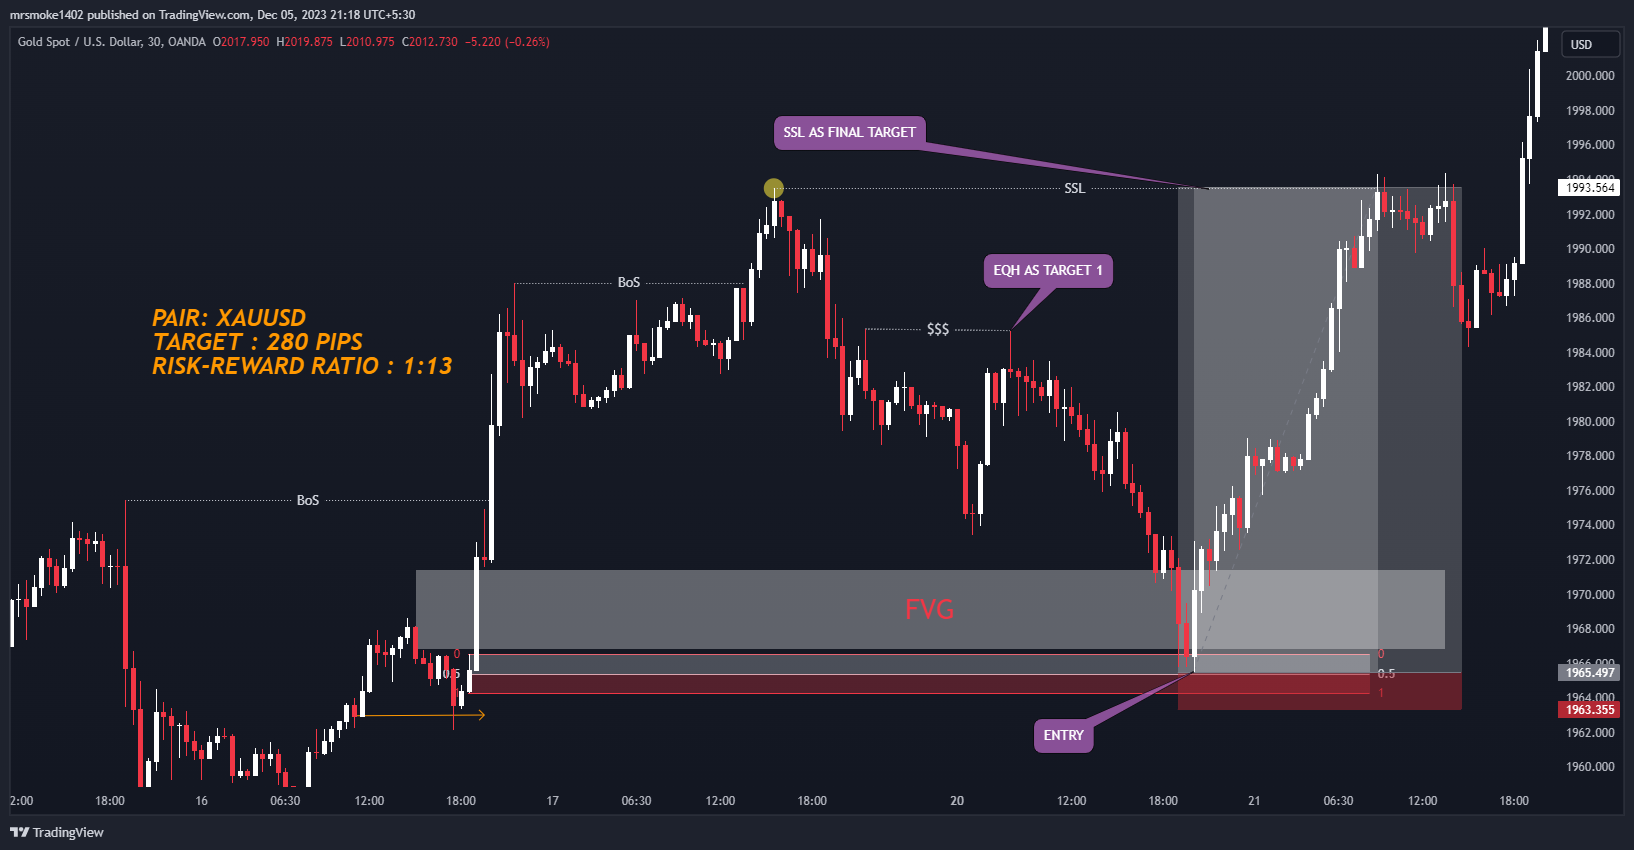 mrsmoke1402 published on TradingView.com, Dec 05, 2023 21:18 UTC+5:30
Gold Spot / U.S. Dollar, 30, OANDA O2017.950 H2019.875 L2010.975 C2012.730 −5.220 (−0.26%)
USD
2000.000
1998.000
1996.000
1994.000
1993.564
1992.000
1990.000
1988.000
1986.000
1984.000
1982.000
1980.000
1978.000
1976.000
1974.000
1972.000
1970.000
1968.000
1966.000
1965.497
1964.000
1963.355
1962.000
1960.000
SSL AS FINAL TARGET
SSL
EQH AS TARGET 1
BoS
$$$
PAIR: XAUUSD
TARGET : 280 PIPS
RISK-REWARD RATIO : 1:13
BoS
FVG
0 0
0.5 0.5
1
ENTRY
2:00 18:00 16 06:30 12:00 18:00 17 06:30 12:00 18:00 20 12:00 18:00 21 06:30 12:00 18:00
TradingView